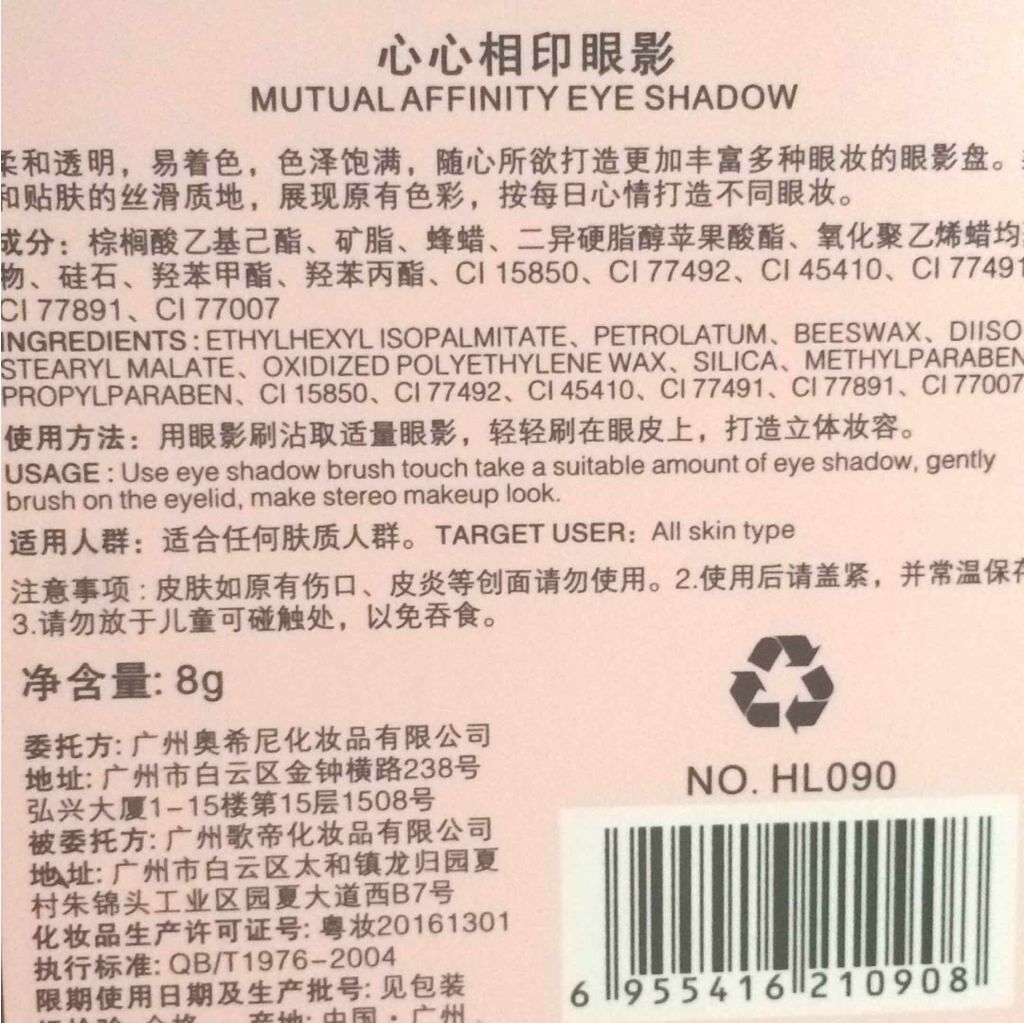 心心相印眼影
MUTUAL AFFINITY EYE SHADOW
柔和透明，易着色，色泽饱满，随心所欲打造更加丰富多种眼妆的眼影盘。
和贴肤的丝滑质地，展现原有色彩，按每日心情打造不同眼妆。
成分：棕榈酸乙基己酯、矿脂、蜂蜡、二异硬脂醇苹果酸酯、氧化聚乙烯蜡均
物、硅石、羟苯甲酯、羟苯丙酯、CI 15850、CI 77492、CI 45410、CI 77491
CI 77891、CI 77007
INGREDIENTS : ETHYLHEXYL ISOPALMITATE、PETROLATUM、BEESWAX、DIISO
STEARYL MALATE、OXIDIZED POLYETHYLENE WAX、SILICA、METHYLPARABEN
PROPYLPARABEN、CI 15850、CI 77492、CI 45410、CI 77491、CI 77891、CI 77007
使用方法：用眼影刷沾取适量眼影，轻轻刷在眼皮上，打造立体妆容。
USAGE : Use eye shadow brush touch take a suitable amount of eye shadow, gently
brush on the eyelid, make stereo makeup look.
适用人群：适合任何肤质人群。TARGET USER: All skin type
注意事项 : 皮肤如原有伤口、皮炎等创面请勿使用。2.使用后请盖紧，并常温保存
3.请勿放于儿童可碰触处，以免吞食。
净含量: 8g
委托方: 广州奥希尼化妆品有限公司
地址: 广州市白云区金钟横路238号
弘兴大厦1-15楼第15层1508号
被委托方: 广州歌帝化妆品有限公司
地址: 广州市白云区太和镇龙归园夏
村朱锦头工业区园夏大道西B7号
化妆品生产许可证号: 粤妆20161301
执行标准: QB/T1976-2004
限期使用日期及生产批号: 见包装
产地: 中国·广州
NO. HL090
6 955416 210908